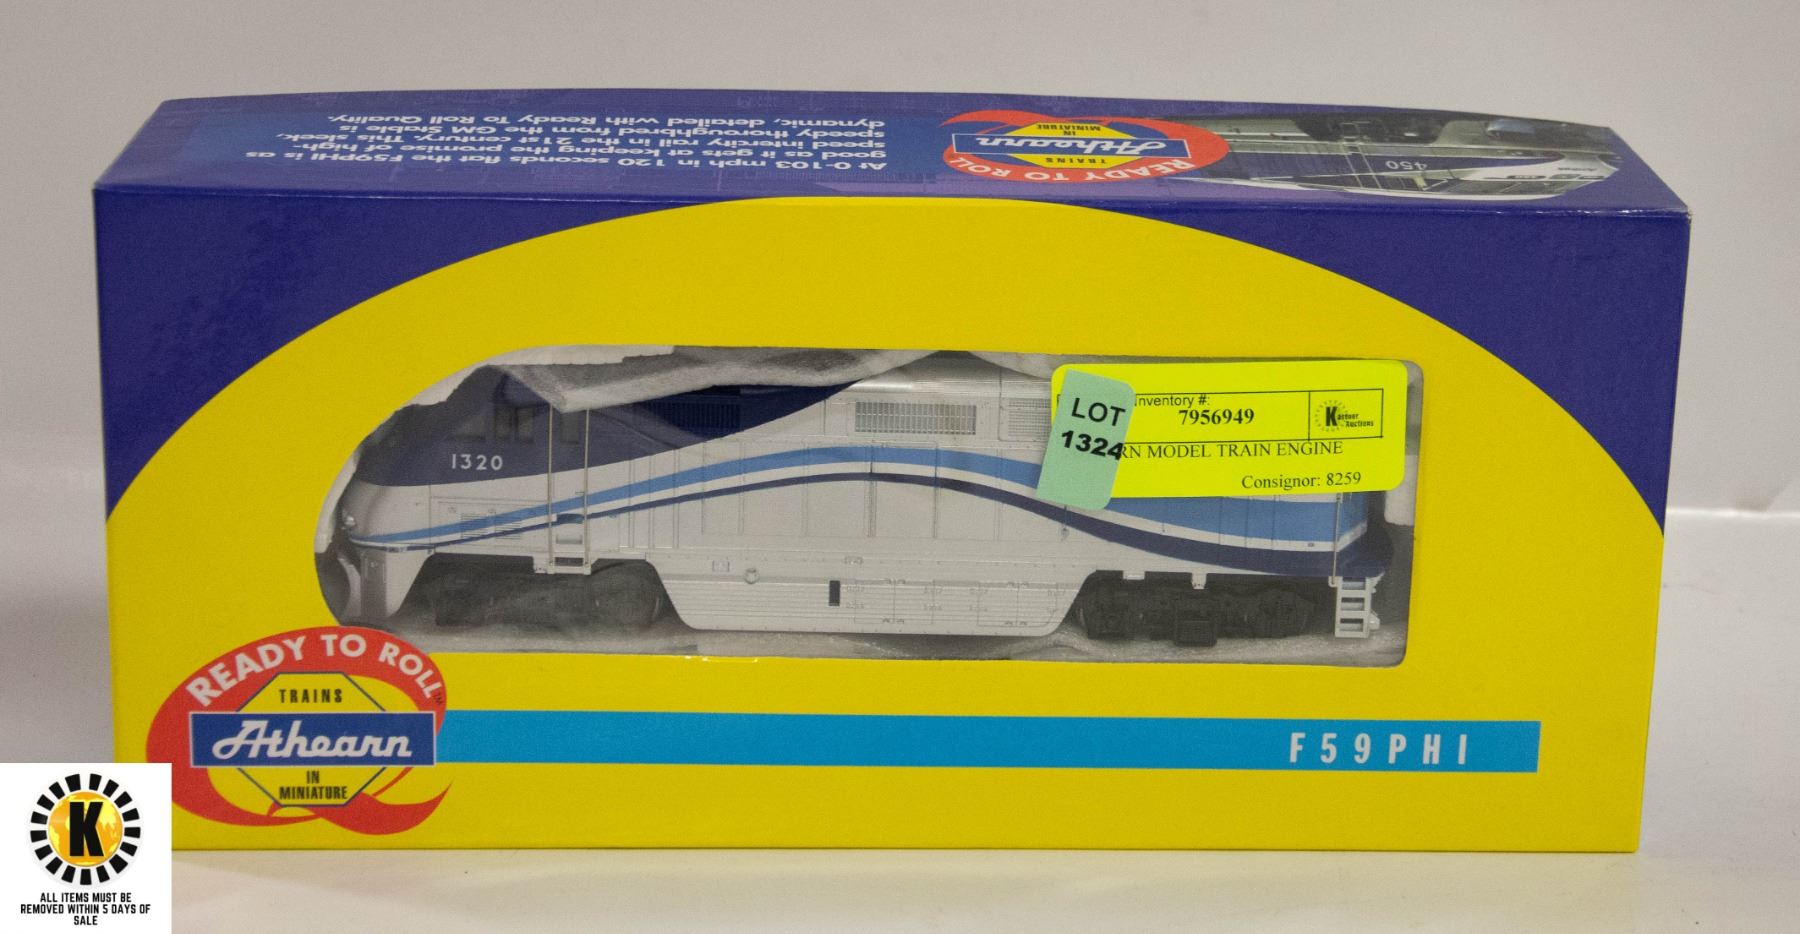 At 0-103 mph in 120 seconds flat the F59PHI is as
good as it gets at keeping the promise of high-
speed intercity rail in the 21st century. This sleek,
speedy thoroughbred from the GM Stable is
dynamic, detailed with Ready To Roll Quality.
READY TO ROLL
TRAINS
Athearn
IN
MINIATURE
450
1320
LOT
1324
Inventory #:
7956949
Kastner
Auctions
RN MODEL TRAIN ENGINE
Consignor: 8259
READY TO ROLL™
TRAINS
Athearn
IN
MINIATURE
F59PHI
K
ALL ITEMS MUST BE
REMOVED WITHIN 5 DAYS OF
SALE